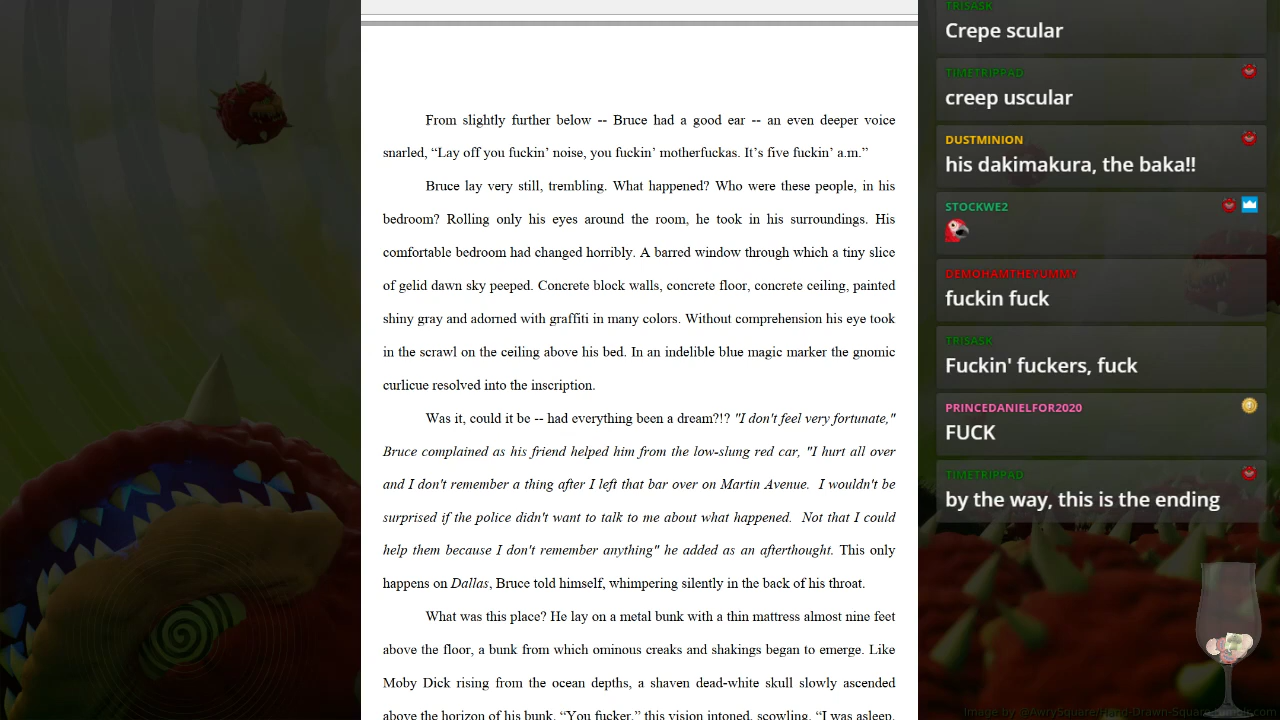 From slightly further below -- Bruce had a good ear -- an even deeper voice
snarled, “Lay off you fuckin’ noise, you fuckin’ motherfuckas. It’s five fuckin’ a.m.”
Bruce lay very still, trembling. What happened? Who were these people, in his
bedroom? Rolling only his eyes around the room, he took in his surroundings. His
comfortable bedroom had changed horribly. A barred window through which a tiny slice
of gelid dawn sky peeped. Concrete block walls, concrete floor, concrete ceiling, painted
shiny gray and adorned with graffiti in many colors. Without comprehension his eye took
in the scrawl on the ceiling above his bed. In an indelible blue magic marker the gnomic
curlicue resolved into the inscription.
Was it, could it be -- had everything been a dream?!? "I don't feel very fortunate,"
Bruce complained as his friend helped him from the low-slung red car, "I hurt all over
and I don't remember a thing after I left that bar over on Martin Avenue.  I wouldn't be
surprised if the police didn't want to talk to me about what happened.  Not that I could
help them because I don't remember anything" he added as an afterthought. This only
happens on Dallas, Bruce told himself, whimpering silently in the back of his throat.
What was this place? He lay on a metal bunk with a thin mattress almost nine feet
above the floor, a bunk from which ominous creaks and shakings began to emerge. Like
Moby Dick rising from the ocean depths, a shaven dead-white skull slowly ascended
above the horizon of his bunk. “You fucker,” this vision intoned, scowling. “I was asleep,
TRISASK
Crepe scular
TIMETRIPPAD
creep uscular
DUSTMINION
his dakimakura, the baka!!
STOCKWE2
DEMOHAMTHEYUMMY
fuckin fuck
TRISASK
Fuckin' fuckers, fuck
PRINCEDANIELFOR2020
FUCK
TIMETRIPPAD
by the way, this is the ending